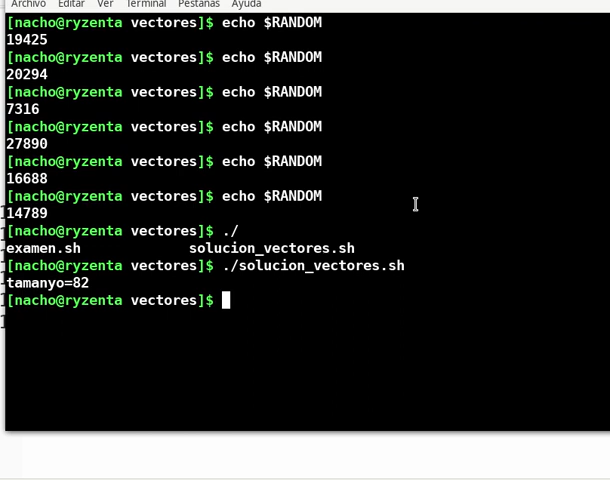 Archivo Editar Ver Terminal Pestañas Ayuda
[nacho@ryzenta vectores]$ echo $RANDOM
19425
[nacho@ryzenta vectores]$ echo $RANDOM
20294
[nacho@ryzenta vectores]$ echo $RANDOM
7316
[nacho@ryzenta vectores]$ echo $RANDOM
27890
[nacho@ryzenta vectores]$ echo $RANDOM
16688
[nacho@ryzenta vectores]$ echo $RANDOM
14789
[nacho@ryzenta vectores]$ ./
examen.sh solucion_vectores.sh
[nacho@ryzenta vectores]$ ./solucion_vectores.sh
tamanyo=82
[nacho@ryzenta vectores]$